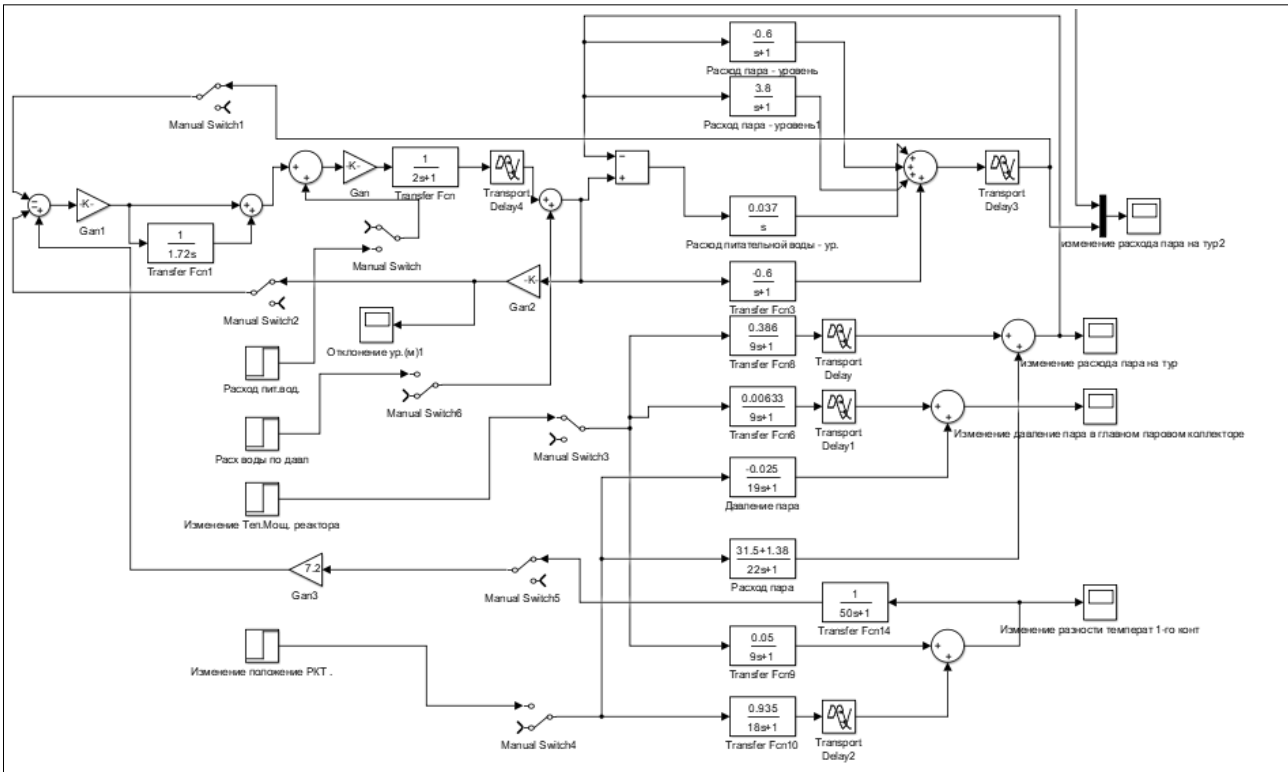 -0.6
s+1
Расход пара - уровень
3.8
s+1
Расход пара - уровень1
Manual Switch1
-K-
Gan1
1
1.72s
Transfer Fcn1
-K-
Gan
1
2s+1
Transfer Fcn
Transport
Delay4
Manual Switch
0.037
s
Расход питательной воды - ур.
Transport
Delay3
изменение расхода пара на тур2
Manual Switch2
-K-
Gan2
-0.6
s+1
Transfer Fcn3
Отклонение ур.(м)1
Расход пит.вод.
0.386
9s+1
Transfer Fcn8
Transport
Delay
изменение расхода пара на тур
Manual Switch6
Расх воды по давл
Manual Switch3
0.00633
9s+1
Transfer Fcn6
Transport
Delay1
Изменение давление пара в главном паровом коллекторе
-0.025
19s+1
Давление пара
Изменение Теп.Мощ. реактора
31.5+1.38
22s+1
Расход пара
7.2
Gan3
Manual Switch5
1
50s+1
Transfer Fcn14
Изменение разности температ 1-го конт
0.05
9s+1
Transfer Fcn9
Изменение положение РКТ .
Manual Switch4
0.935
18s+1
Transfer Fcn10
Transport
Delay2